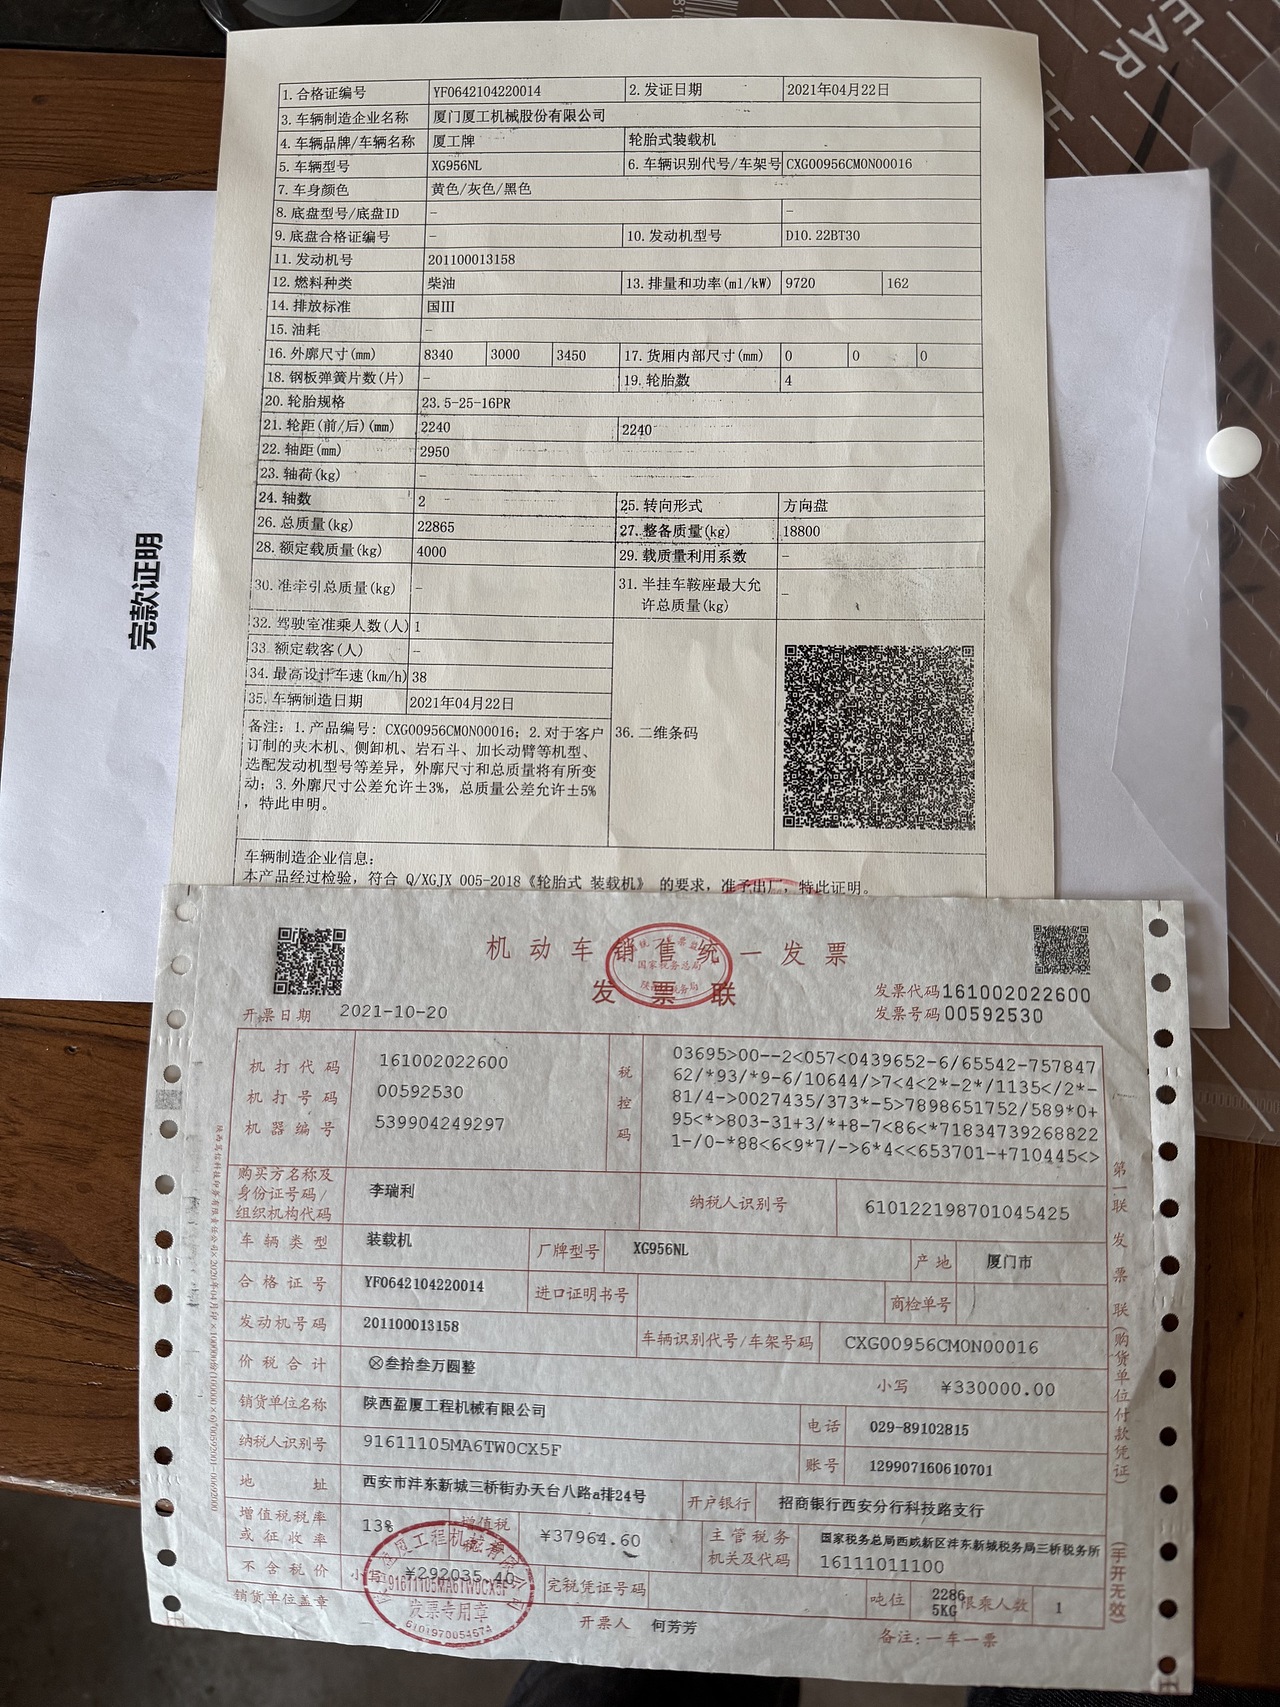 1.合格证编号 YF0642104220014 2.发证日期 2021年04月22日
3.车辆制造企业名称 厦门厦工机械股份有限公司
4.车辆品牌/车辆名称 厦工牌 轮胎式装载机
5.车辆型号 XG956NL 6.车辆识别代号/车架号 CXG00956CM0N00016
7.车身颜色 黄色/灰色/黑色
8.底盘型号/底盘ID - -
9.底盘合格证编号 - 10.发动机型号 D10.22BT30
11.发动机号 201100013158
12.燃料种类 柴油 13.排量和功率(ml/kW) 9720 162
14.排放标准 国III
15.油耗 -
16.外廓尺寸(mm) 8340 3000 3450 17.货厢内部尺寸(mm) 0 0 0
18.钢板弹簧片数(片) - 19.轮胎数 4
20.轮胎规格 23.5-25-16PR
21.轮距(前/后)(mm) 2240 2240
22.轴距(mm) 2950
23.轴荷(kg) -
24.轴数 2 25.转向形式 方向盘
26.总质量(kg) 22865 27.整备质量(kg) 18800
28.额定载质量(kg) 4000 29.载质量利用系数 -
30.准牵引总质量(kg) - 31.半挂车鞍座最大允
许总质量(kg) -
32.驾驶室准乘人数(人) 1
33.额定载客(人) -
34.最高设计车速(km/h) 38
35.车辆制造日期 2021年04月22日
备注：1.产品编号：CXG00956CM0N00016；2.对于客户
订制的夹木机、侧卸机、岩石斗、加长动臂等机型、
选配发动机型号等差异，外廓尺寸和总质量将有所变
动；3.外廓尺寸公差允许±3%，总质量公差允许±5%
，特此申明。
36.二维条码
车辆制造企业信息：
本产品经过检验，符合 Q/XGJX 005-2018《轮胎式 装载机》 的要求，准予出厂，特此证明。
完款证明
机动车销售统一发票
发票联
国家税务总局
开票日期 2021-10-20
发票代码 161002022600
发票号码 00592530
机打代码 161002022600
机打号码 00592530
机器编号 539904249297
税控码
03695>00--2<057<0439652-6/65542-757847
62/*93/*9-6/10644/>7<4<2*-2*/1135</2*-
81/4->0027435/373*-5>7898651752/589*0+
95<*>803-31+3/*+8-7<86<*71834739268822
1-/0-*88<6<9*7/->6*4<<653701-+710445<>
购买方名称及
身份证号码/
组织机构代码 李瑞利 纳税人识别号 610122198701045425
车辆类型 装载机 厂牌型号 XG956NL 产地 厦门市
合格证号 YF0642104220014 进口证明书号 商检单号
发动机号码 201100013158 车辆识别代号/车架号码 CXG00956CM0N00016
价税合计 ⊗叁拾叁万圆整 小写 ¥330000.00
销货单位名称 陕西盈厦工程机械有限公司 电话 029-89102815
纳税人识别号 91611105MA6TW0CX5F 账号 129907160610701
地址 西安市沣东新城三桥街办天台八路a排24号 开户银行 招商银行西安分行科技路支行
增值税税率
或征收率 13% 增值税 ¥37964.60 主管税务
机关及代码 国家税务总局西咸新区沣东新城税务局三桥税务所
16111011100
不含税价 小写 ¥292035.40 完税凭证号码 吨位 2286
5KG 限乘人数 1
91611105MA6TW0CX5F
发票专用章
6101970054574
销货单位盖章 开票人 何芳芳 备注:一车一票
第一联 发票联(购货单位付款凭证)
(手开无效)